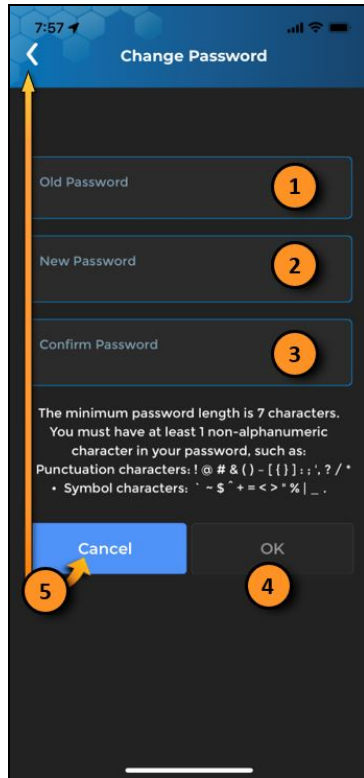 7:57
Change Password
Old Password
1
New Password
2
Confirm Password
3
The minimum password length is 7 characters.
You must have at least 1 non-alphanumeric
character in your password, such as:
Punctuation characters: ! @ # & ( ) – [ { } ] : ; ', ? / *
• Symbol characters: ` ~ $ ^ + = < > " % | _ .
Cancel
OK
5
4